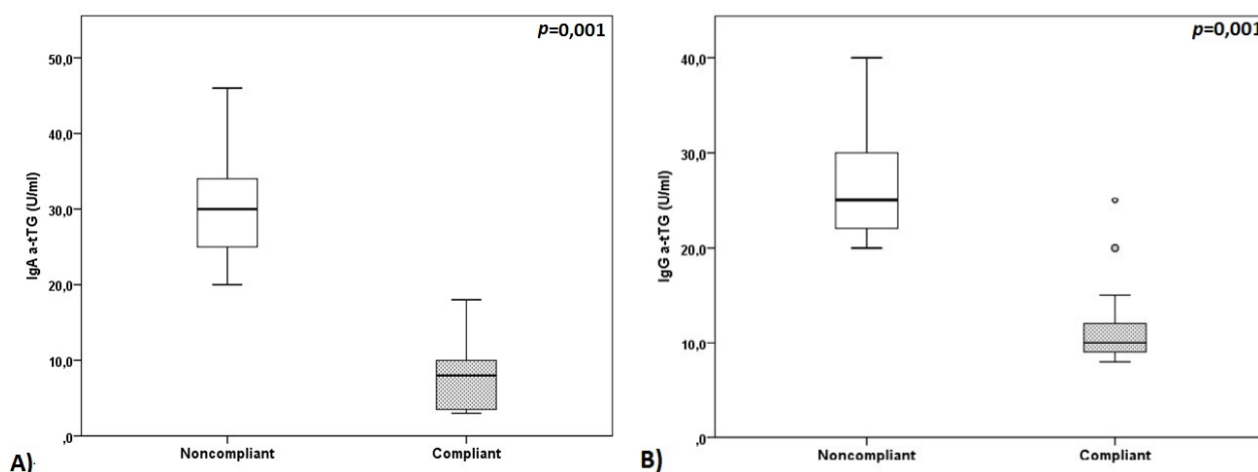 p=0,001
50,0
40,0
30,0
20,0
10,0
,0
IgA a-tTG (U/ml)
Noncompliant Compliant
A)
p=0,001
40,0
30,0
20,0
10,0
,0
IgG a-tTG (U/ml)
Noncompliant Compliant
B)